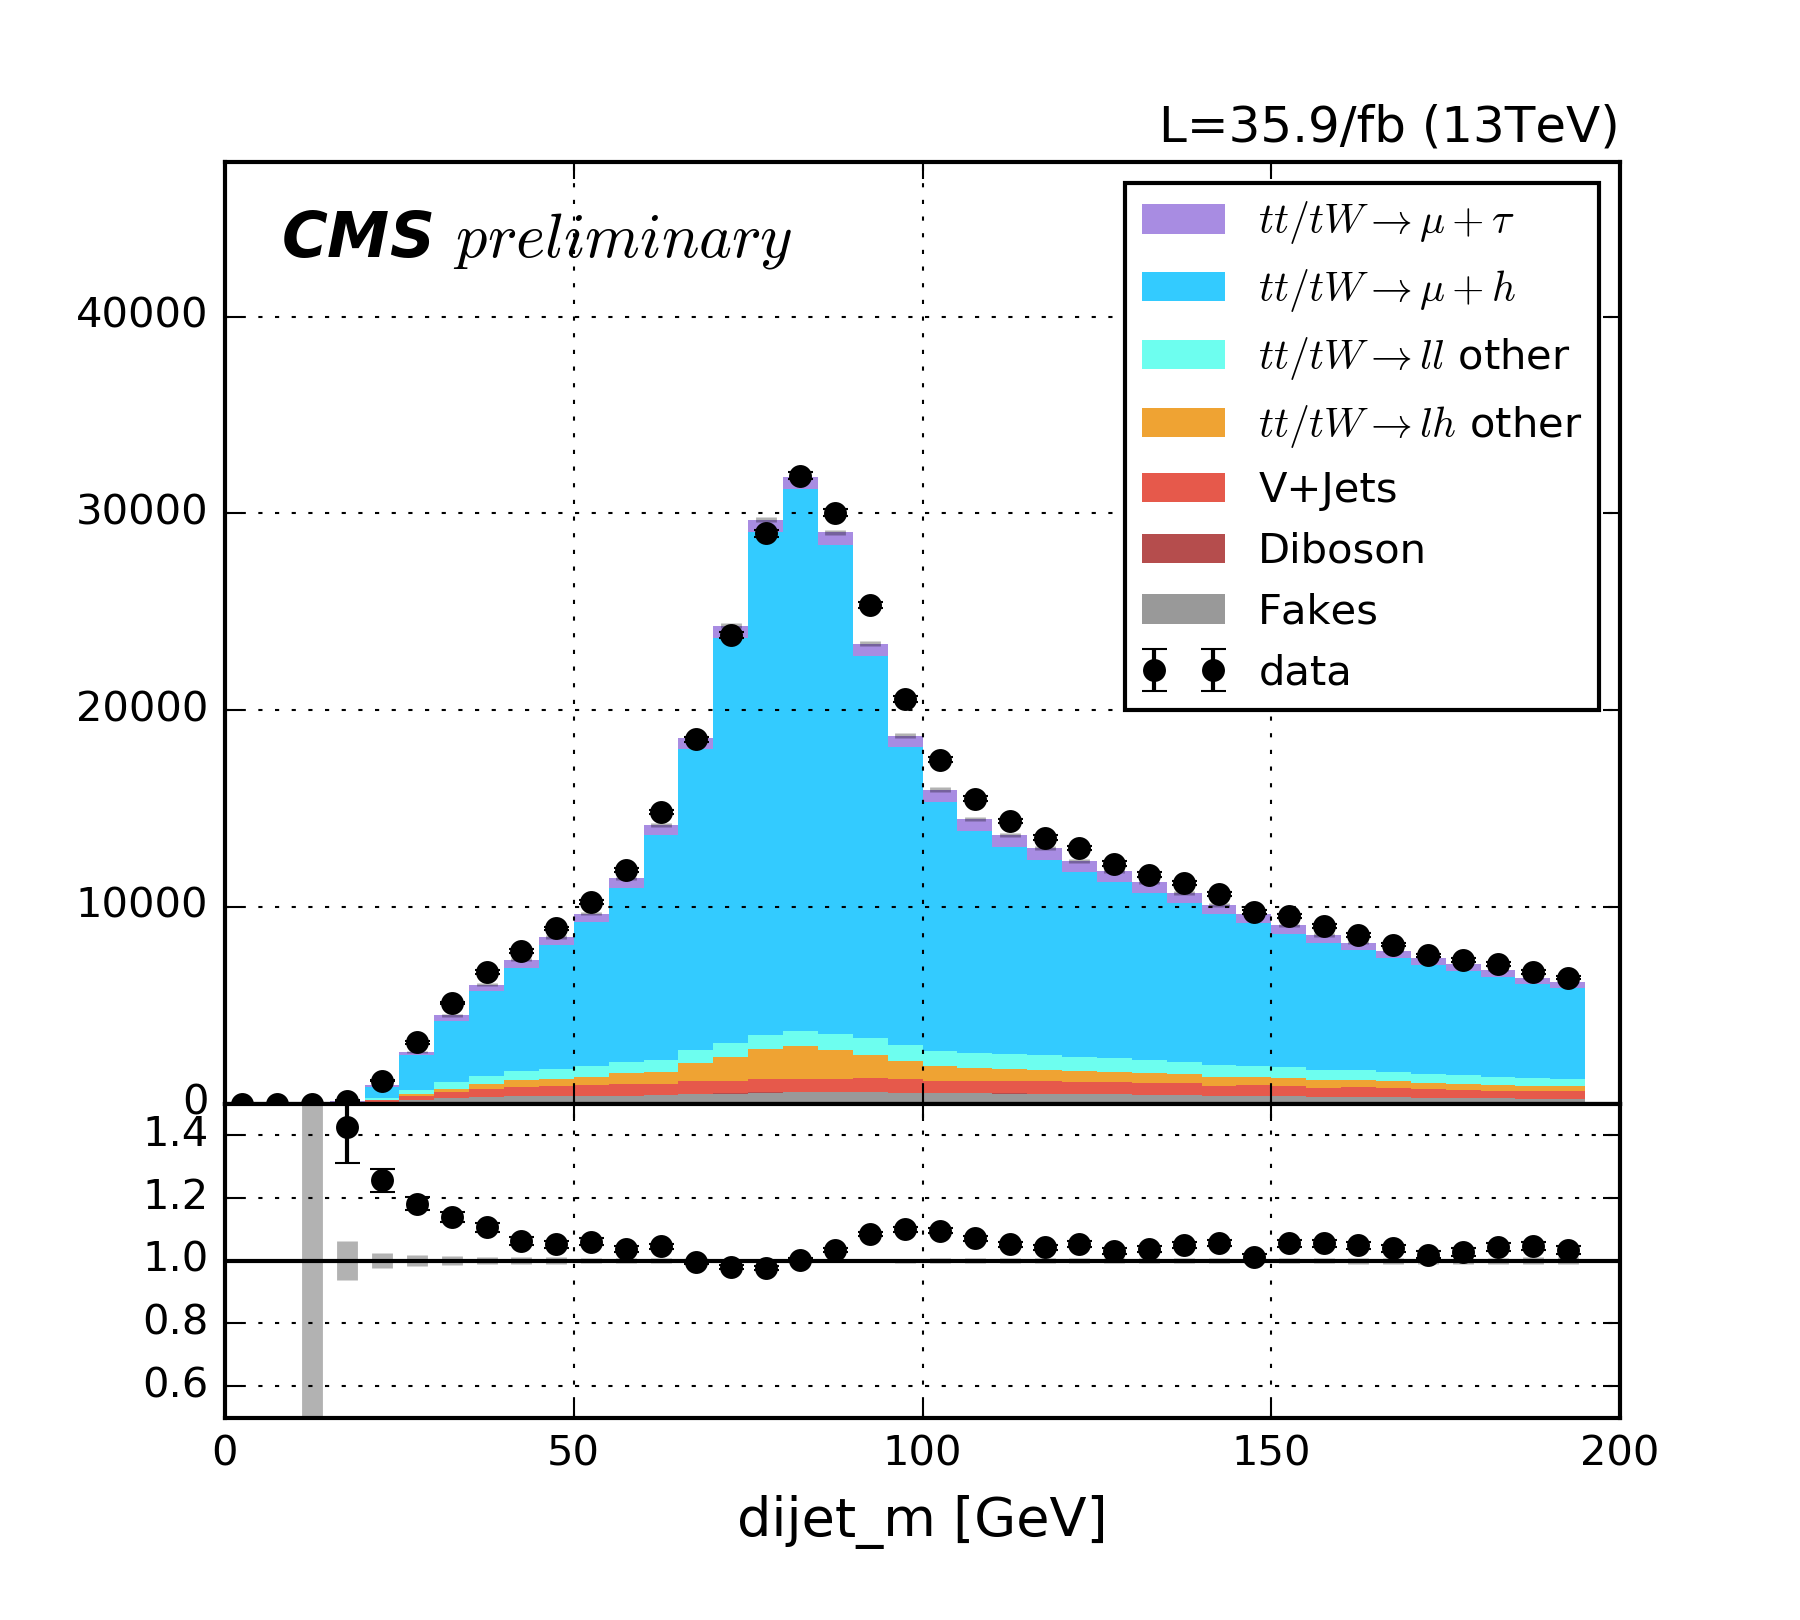 L=35.9/fb (13TeV)
CMS preliminary
tt/tW→μ+τ
tt/tW→μ+h
tt/tW→ll other
tt/tW→lh other
V+Jets
Diboson
Fakes
data
40000
30000
20000
10000
0
1.4
1.2
1.0
0.8
0.6
0 50 100 150 200
dijet_m [GeV]